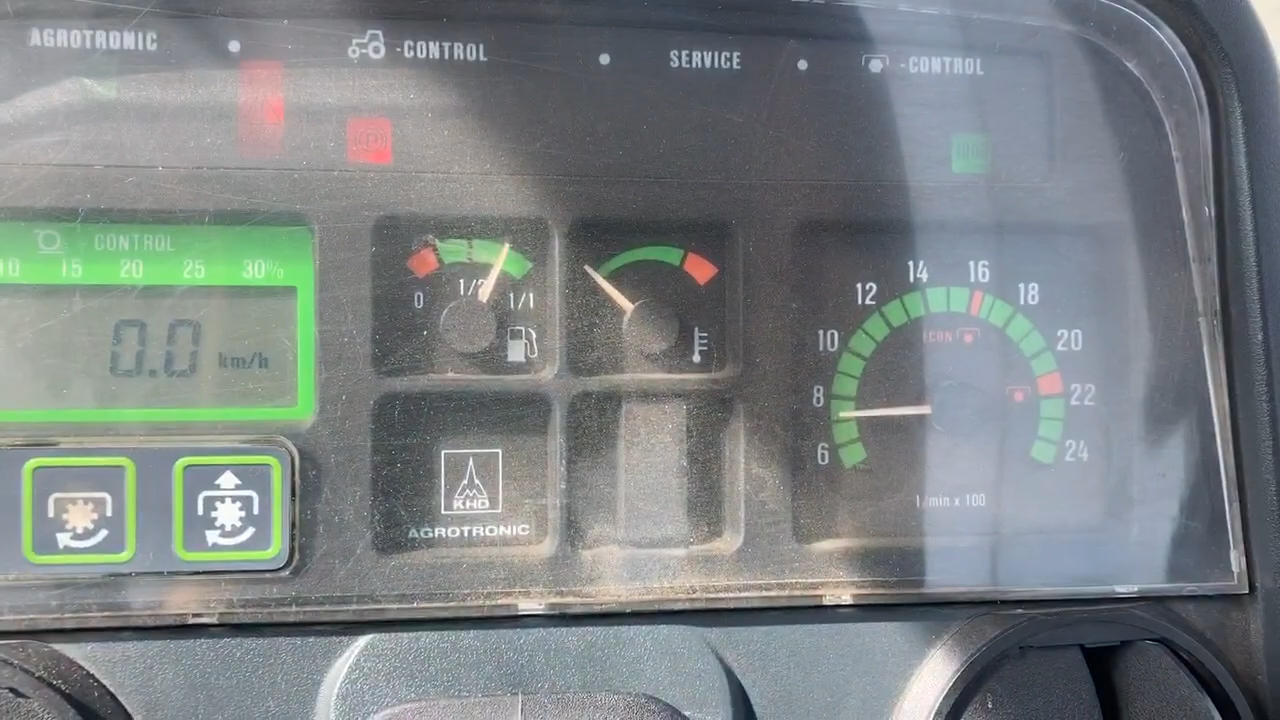 AGROTRONIC
-CONTROL
SERVICE
-CONTROL
(P)
CONTROL
10 15 20 25 30%
0.0 km/h
0 1/2 1/1
KHD
AGROTRONIC
6 8 10 12 14 16 18 20 22 24
ECON
1/min x 100